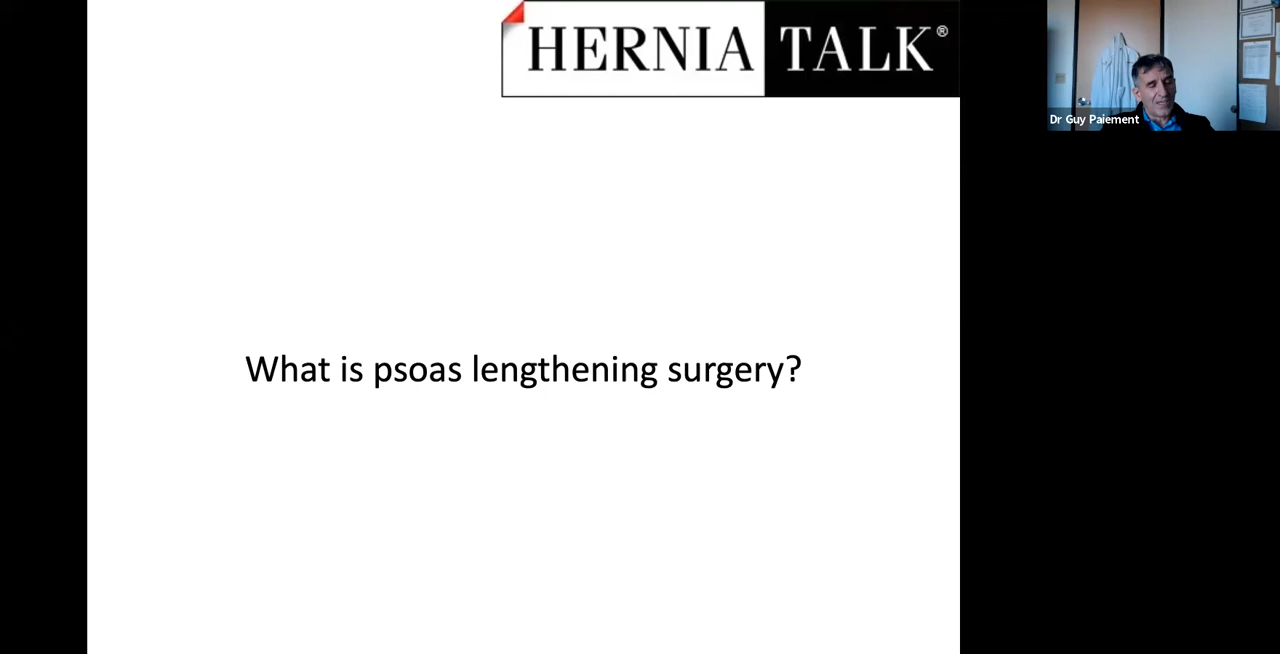 HERNIA TALK®
Dr Guy Paiement
What is psoas lengthening surgery?